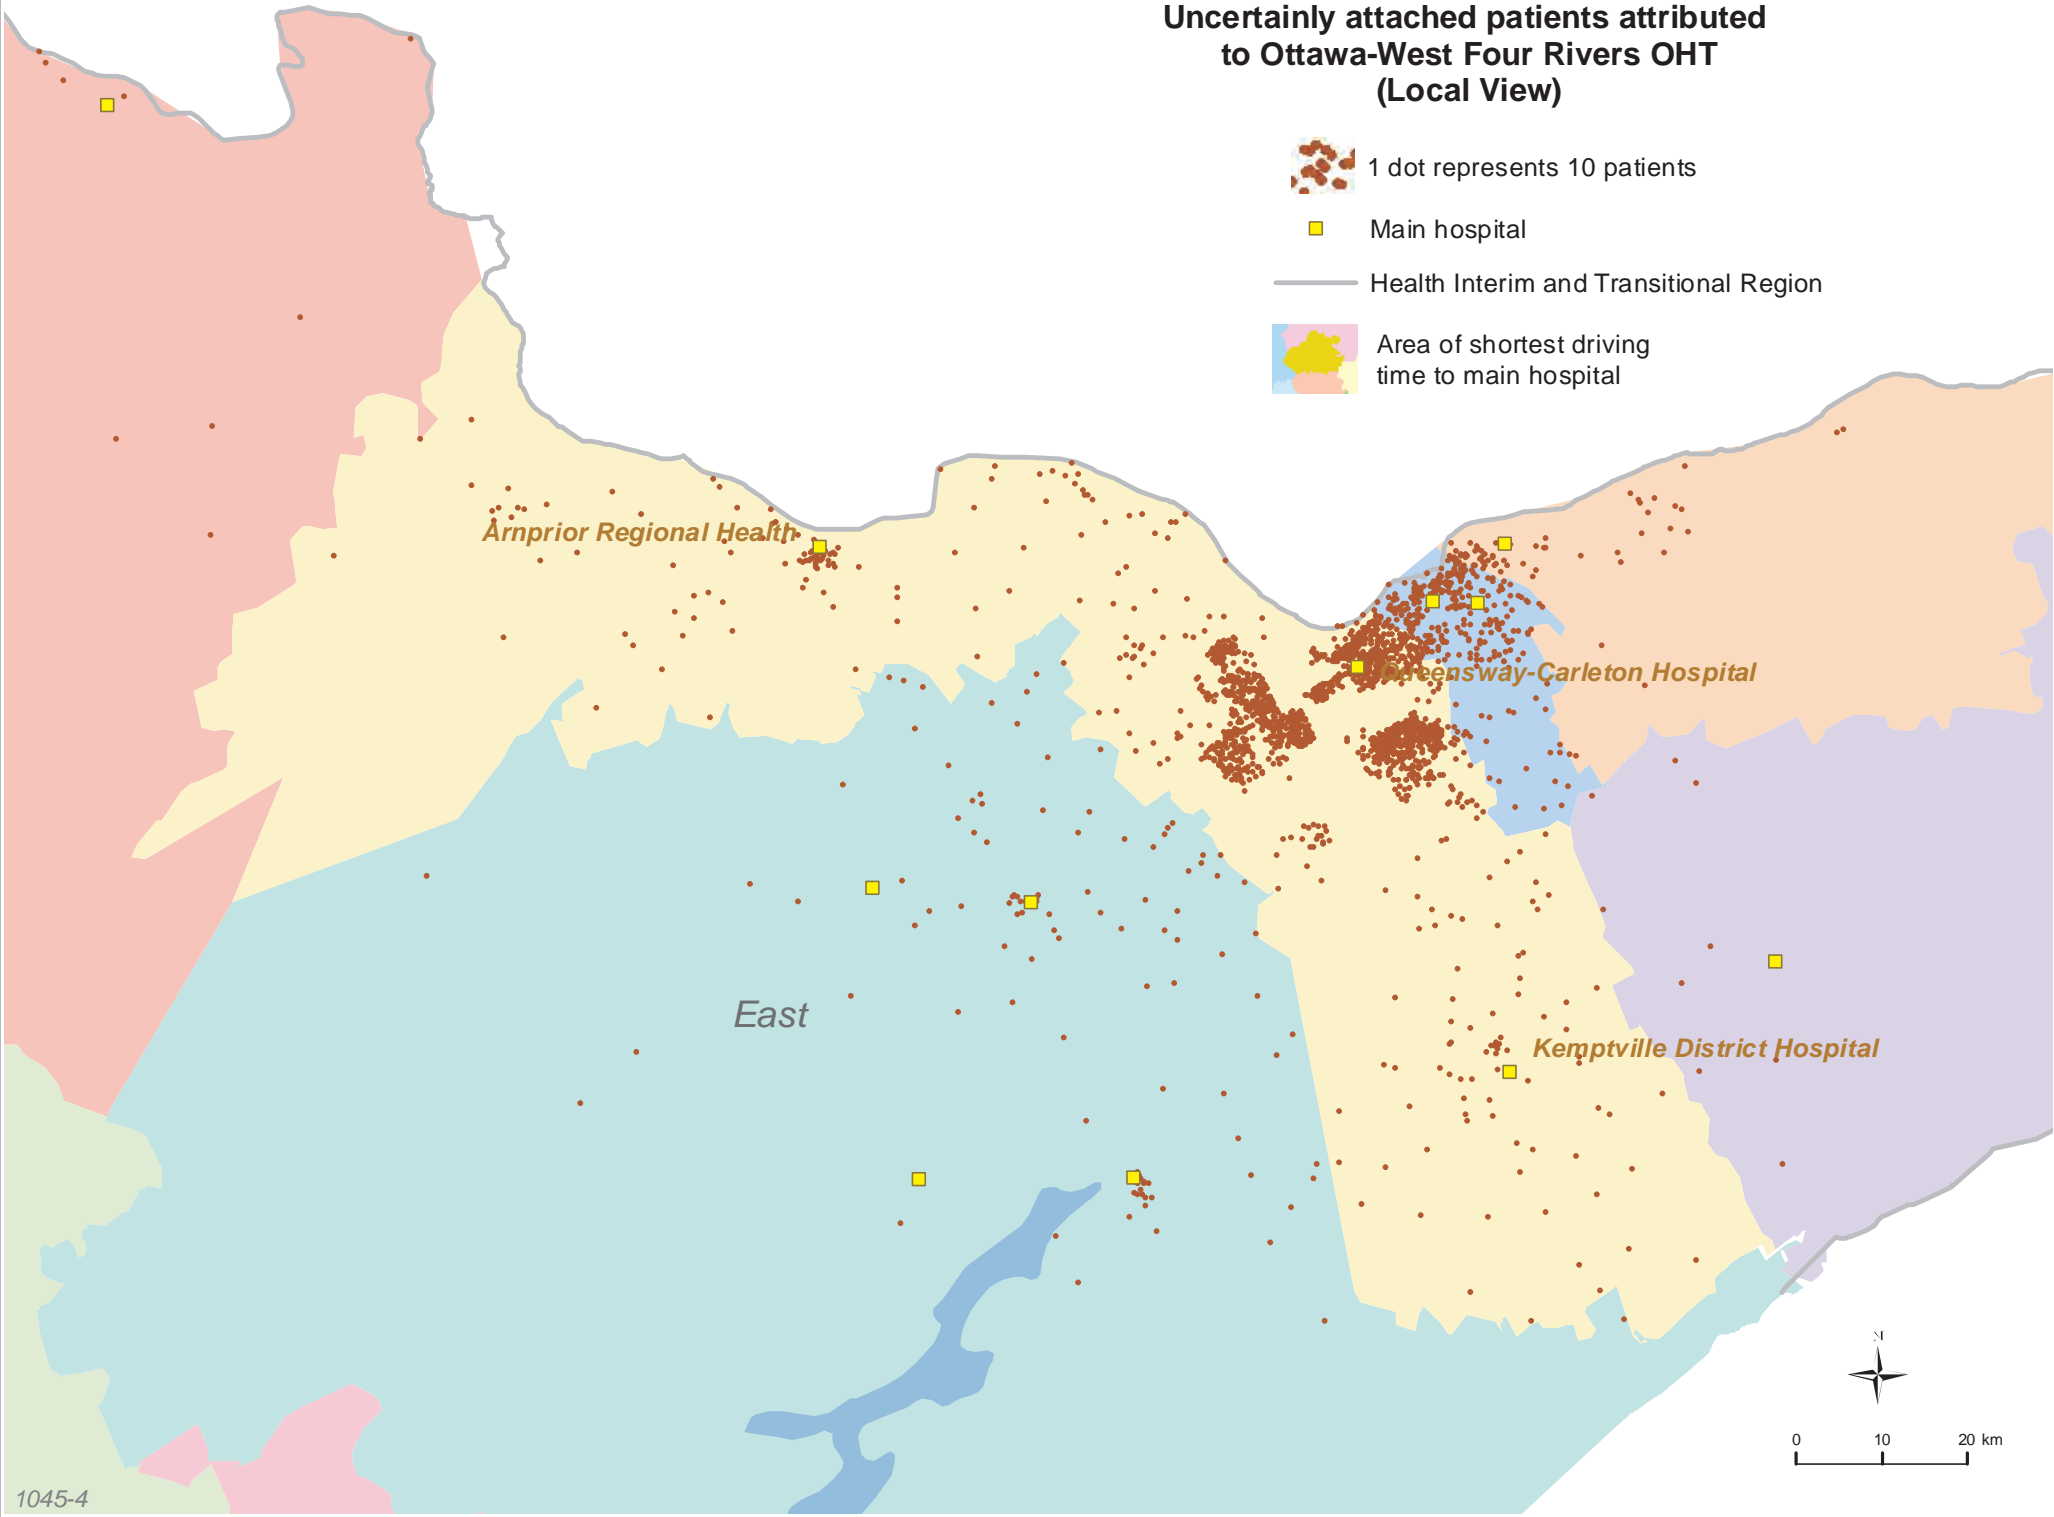 Uncertainly attached patients attributed
to Ottawa-West Four Rivers OHT
(Local View)
1 dot represents 10 patients
Main hospital
Health Interim and Transitional Region
Area of shortest driving
time to main hospital
Arnprior Regional Health
Queensway-Carleton Hospital
East
Kemptville District Hospital
N
0 10 20 km
1045-4